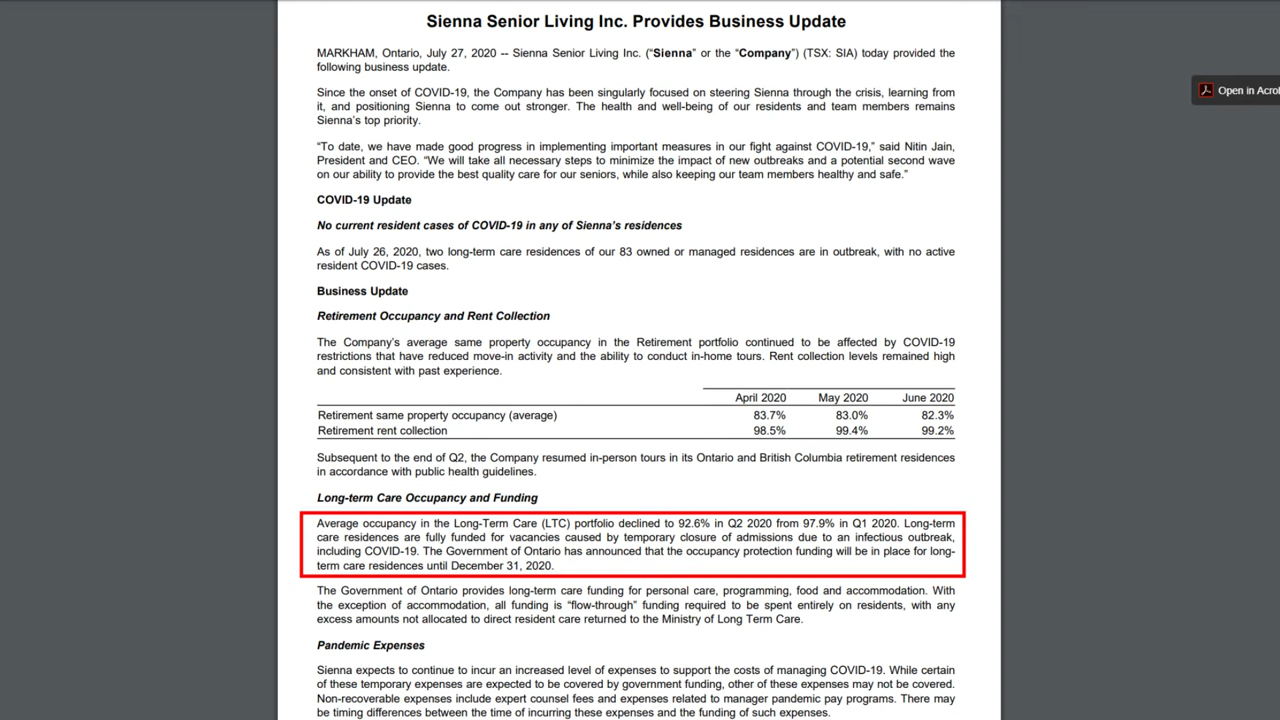 Sienna Senior Living Inc. Provides Business Update
MARKHAM, Ontario, July 27, 2020 -- Sienna Senior Living Inc. (“Sienna” or the “Company”) (TSX: SIA) today provided the
following business update.
Since the onset of COVID-19, the Company has been singularly focused on steering Sienna through the crisis, learning from
it, and positioning Sienna to come out stronger. The health and well-being of our residents and team members remains
Sienna’s top priority.
“To date, we have made good progress in implementing important measures in our fight against COVID-19,” said Nitin Jain,
President and CEO. “We will take all necessary steps to minimize the impact of new outbreaks and a potential second wave
on our ability to provide the best quality care for our seniors, while also keeping our team members healthy and safe.”
COVID-19 Update
No current resident cases of COVID-19 in any of Sienna’s residences
As of July 26, 2020, two long-term care residences of our 83 owned or managed residences are in outbreak, with no active
resident COVID-19 cases.
Business Update
Retirement Occupancy and Rent Collection
The Company’s average same property occupancy in the Retirement portfolio continued to be affected by COVID-19
restrictions that have reduced move-in activity and the ability to conduct in-home tours. Rent collection levels remained high
and consistent with past experience.
April 2020 May 2020 June 2020
Retirement same property occupancy (average) 83.7% 83.0% 82.3%
Retirement rent collection 98.5% 99.4% 99.2%
Subsequent to the end of Q2, the Company resumed in-person tours in its Ontario and British Columbia retirement residences
in accordance with public health guidelines.
Long-term Care Occupancy and Funding
Average occupancy in the Long-Term Care (LTC) portfolio declined to 92.6% in Q2 2020 from 97.9% in Q1 2020. Long-term
care residences are fully funded for vacancies caused by temporary closure of admissions due to an infectious outbreak,
including COVID-19. The Government of Ontario has announced that the occupancy protection funding will be in place for long-
term care residences until December 31, 2020.
The Government of Ontario provides long-term care funding for personal care, programming, food and accommodation. With
the exception of accommodation, all funding is “flow-through” funding required to be spent entirely on residents, with any
excess amounts not allocated to direct resident care returned to the Ministry of Long Term Care.
Pandemic Expenses
Sienna expects to continue to incur an increased level of expenses to support the costs of managing COVID-19. While certain
of these temporary expenses are expected to be covered by government funding, other of these expenses may not be covered.
Non-recoverable expenses include expert counsel fees and expenses related to manager pandemic pay programs. There may
be timing differences between the time of incurring these expenses and the funding of such expenses.
Open in Acrol